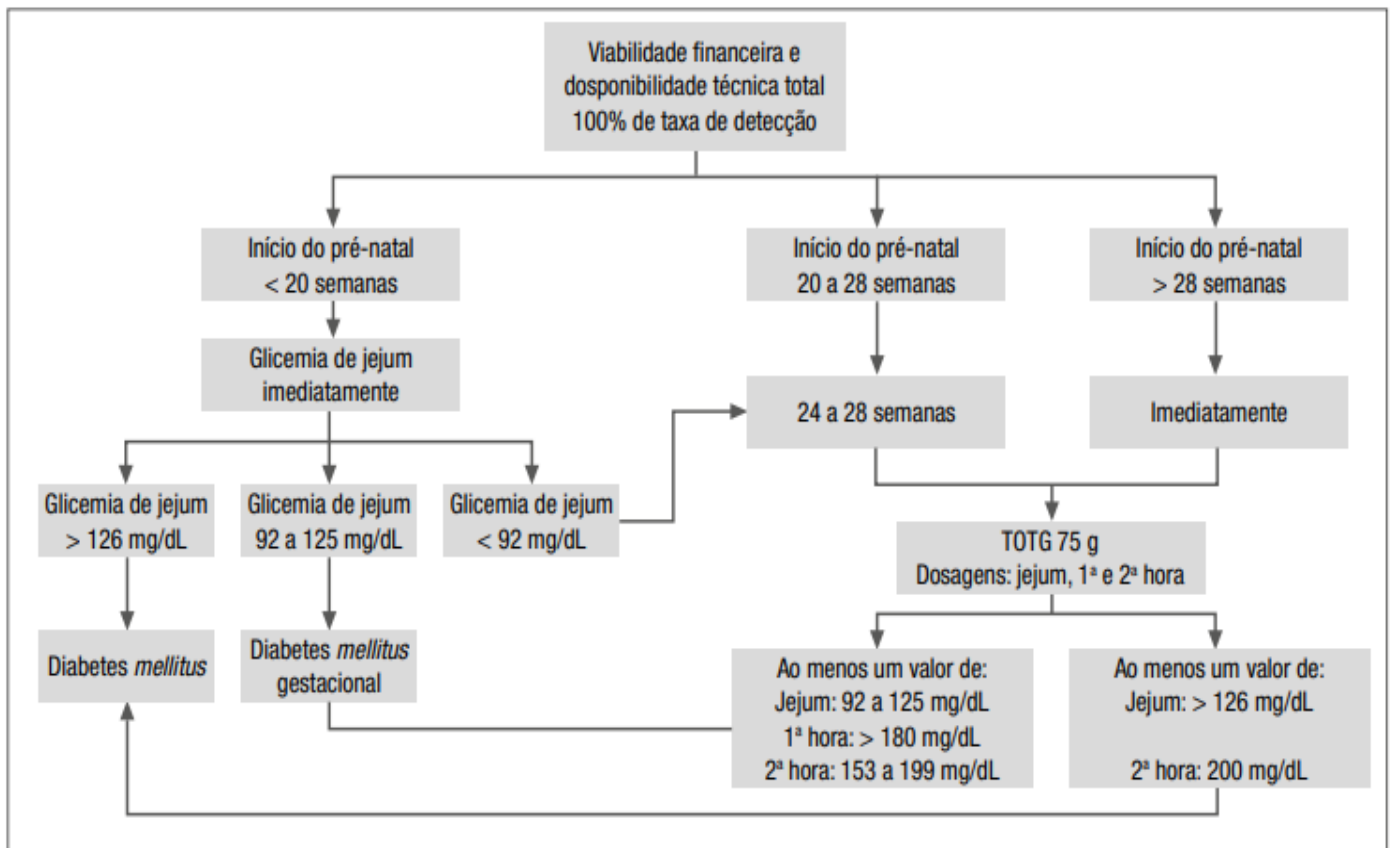 Viabilidade financeira e
dosponibilidade técnica total
100% de taxa de detecção
Início do pré-natal
< 20 semanas
Início do pré-natal
20 a 28 semanas
Início do pré-natal
> 28 semanas
Glicemia de jejum
imediatamente
24 a 28 semanas
Imediatamente
Glicemia de jejum
> 126 mg/dL
Glicemia de jejum
92 a 125 mg/dL
Glicemia de jejum
< 92 mg/dL
TOTG 75 g
Dosagens: jejum, 1ª e 2ª hora
Diabetes mellitus
Diabetes mellitus
gestacional
Ao menos um valor de:
Jejum: 92 a 125 mg/dL
1ª hora: > 180 mg/dL
2ª hora: 153 a 199 mg/dL
Ao menos um valor de:
Jejum: > 126 mg/dL
2ª hora: 200 mg/dL